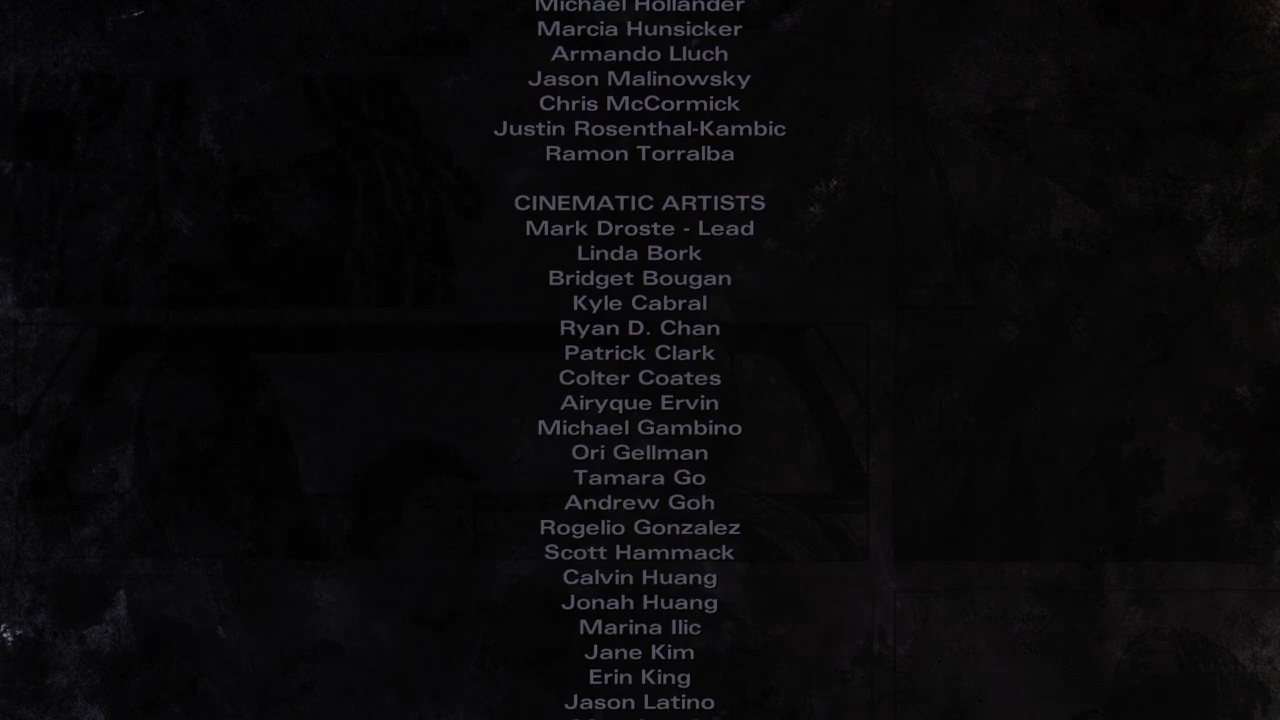 Michael Hollander
Marcia Hunsicker
Armando Lluch
Jason Malinowsky
Chris McCormick
Justin Rosenthal-Kambic
Ramon Torralba
CINEMATIC ARTISTS
Mark Droste - Lead
Linda Bork
Bridget Bougan
Kyle Cabral
Ryan D. Chan
Patrick Clark
Colter Coates
Airyque Ervin
Michael Gambino
Ori Gellman
Tamara Go
Andrew Goh
Rogelio Gonzalez
Scott Hammack
Calvin Huang
Jonah Huang
Marina Ilic
Jane Kim
Erin King
Jason Latino